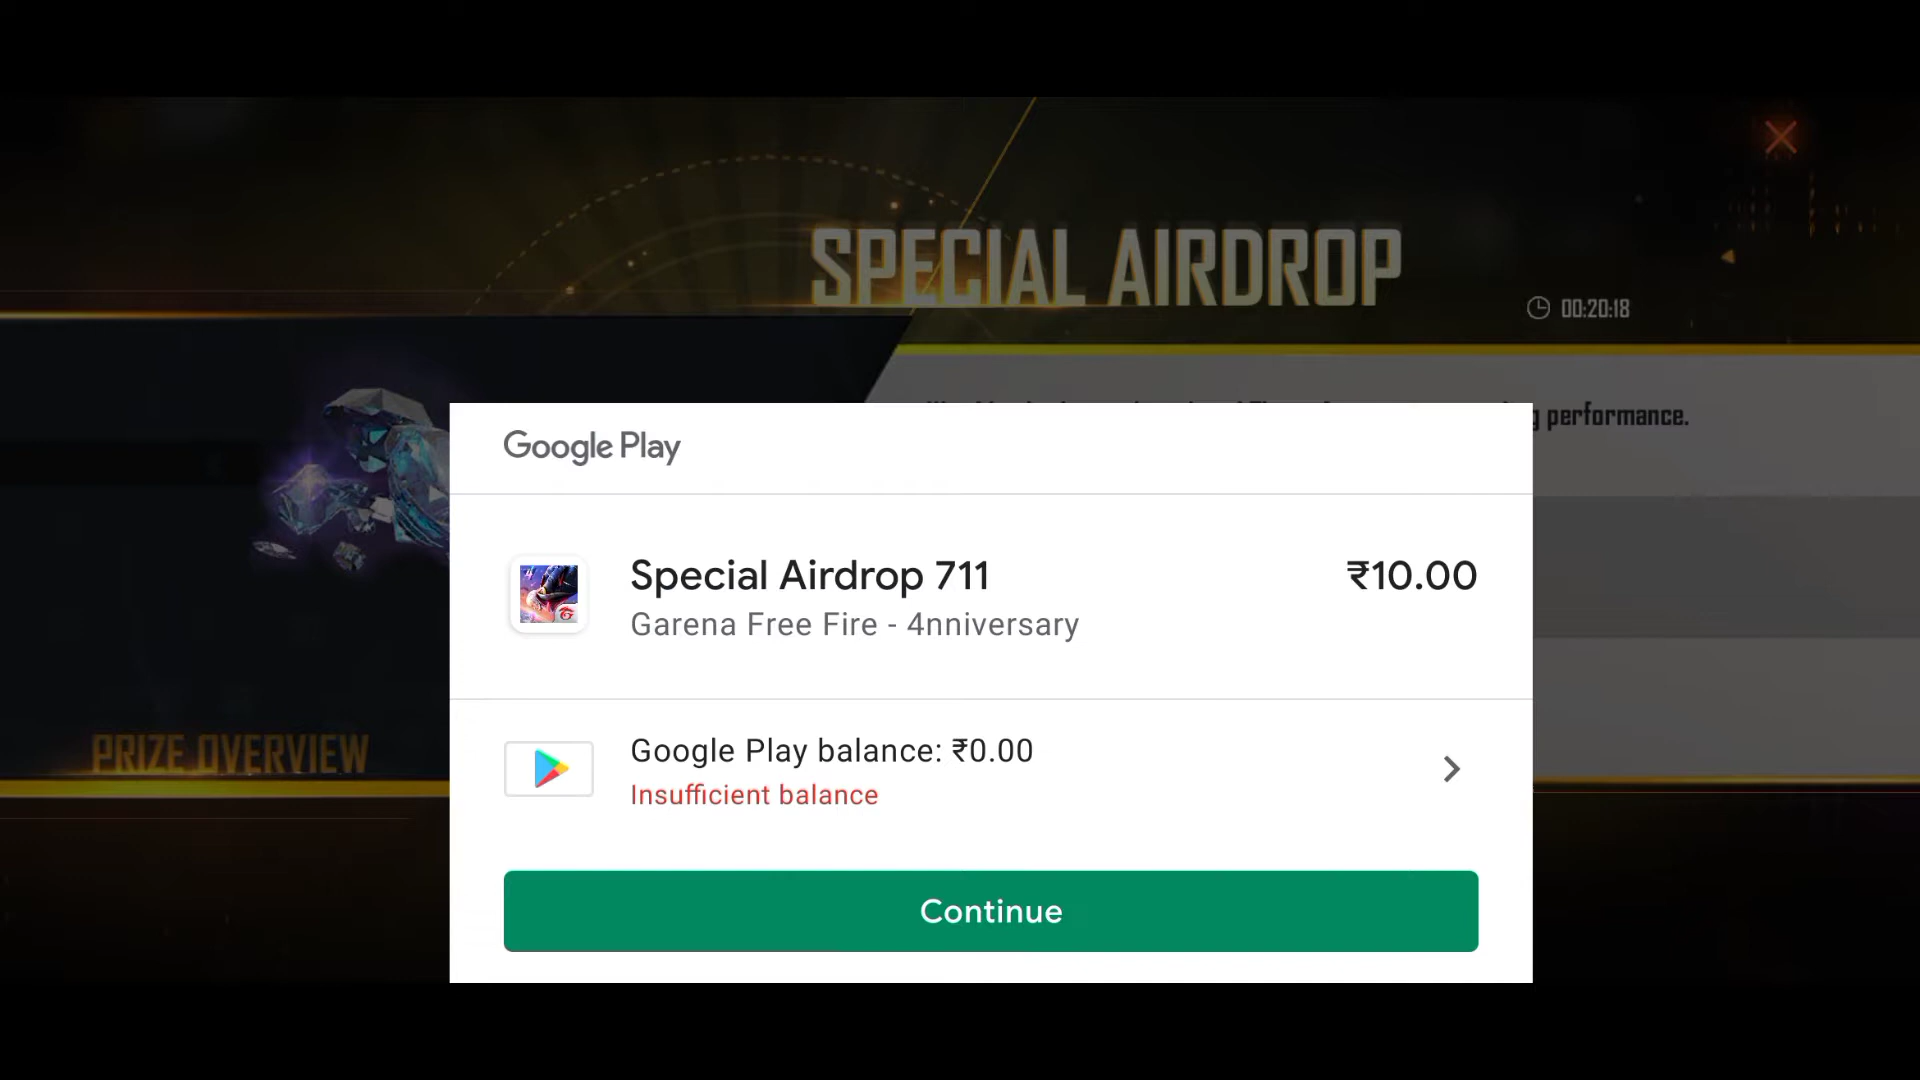 SPECIAL AIRDROP
00:20:18
performance.
Google Play
Special Airdrop 711
₹10.00
Garena Free Fire - 4nniversary
PRIZE OVERVIEW
Google Play balance: ₹0.00
Insufficient balance
Continue